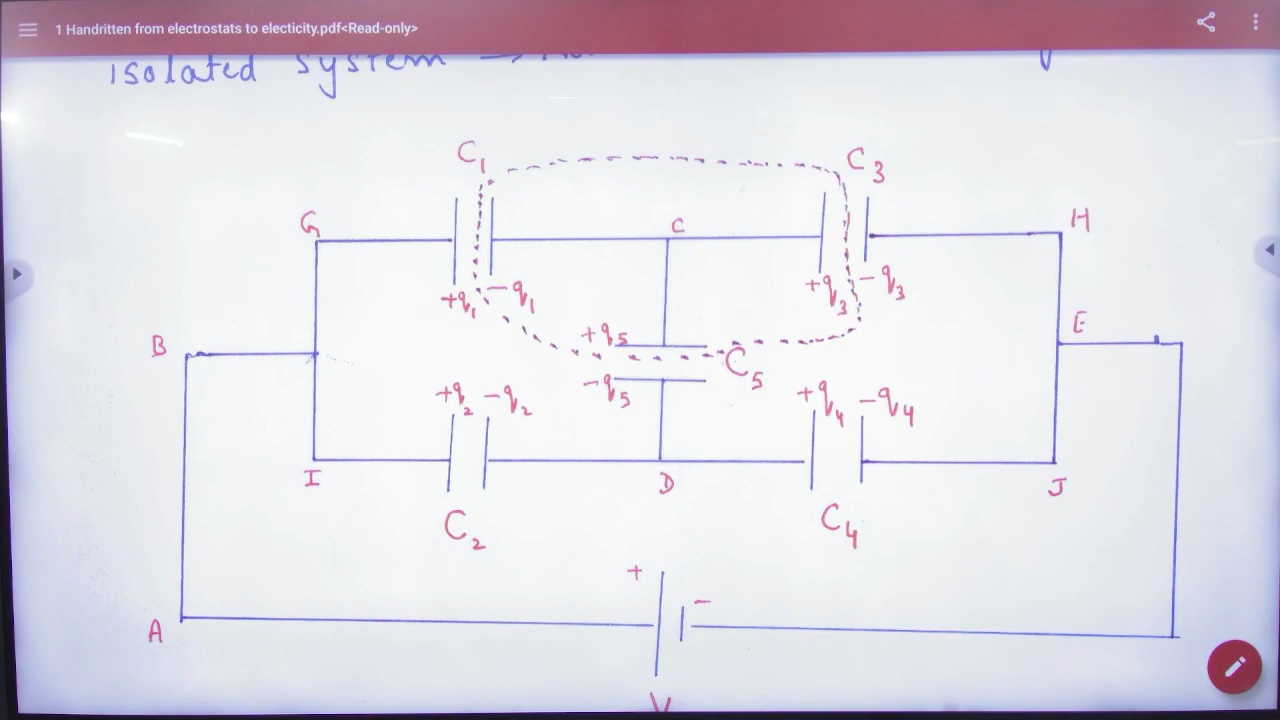 1 Handritten from electrostats to electicity.pdf<Read-only>
isolated system →
C₁ C₃
G C H
+q₁ -q₁ +q₃ -q₃
B +q₅ E
C₅
+q₂ -q₂ -q₅ +q₄ -q₄
I D J
C₂ C₄
+ -
A
V